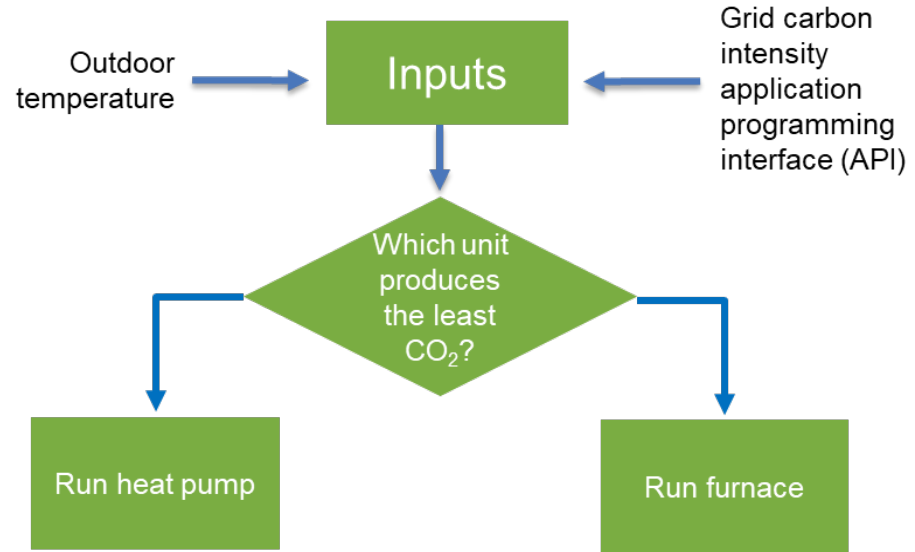 Outdoor
temperature
Inputs
Grid carbon
intensity
application
programming
interface (API)
Which unit
produces
the least
CO₂?
Run heat pump
Run furnace